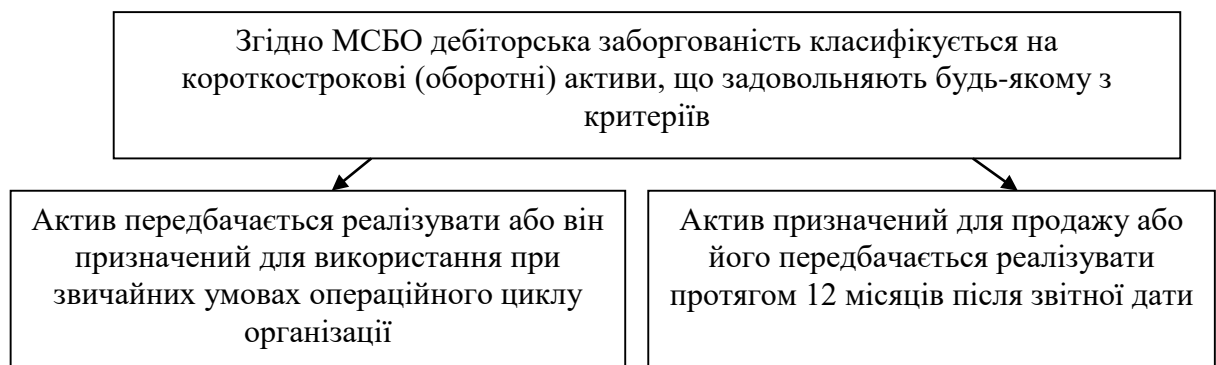 Згідно МСБО дебіторська заборгованість класифікується на
короткострокові (оборотні) активи, що задовольняють будь-якому з
критеріїв
Актив передбачається реалізувати або він
призначений для використання при
звичайних умовах операційного циклу
організації
Актив призначений для продажу або
його передбачається реалізувати
протягом 12 місяців після звітної дати